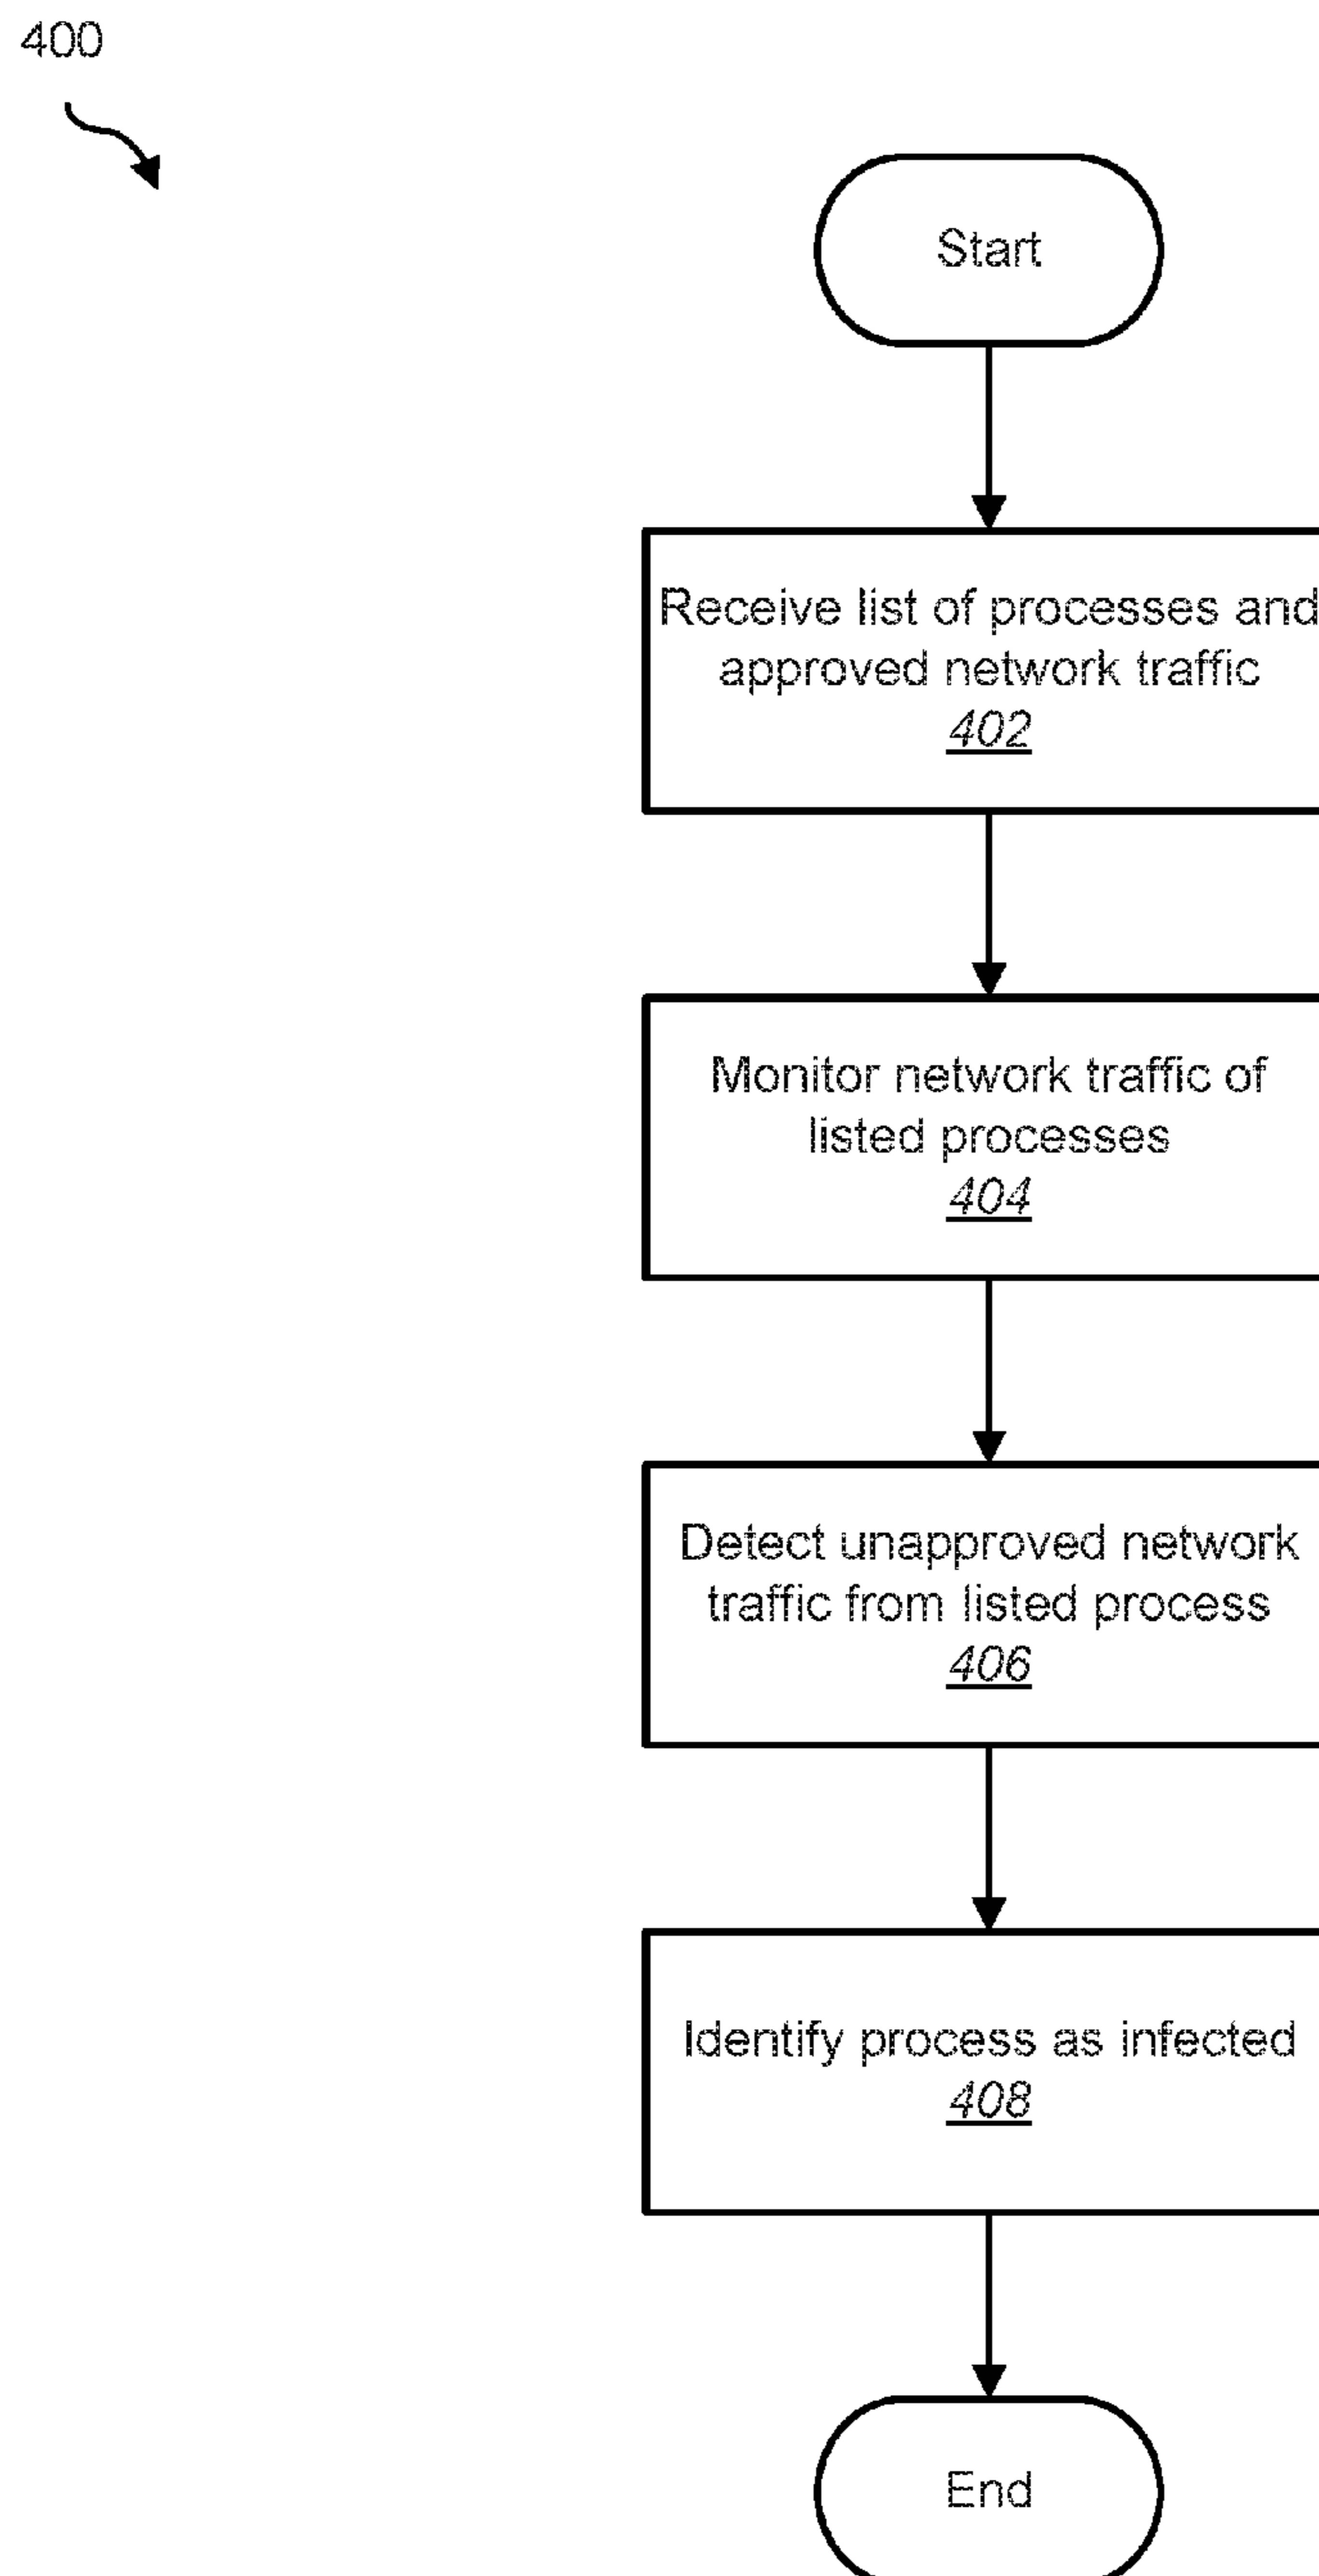 400
Start
Receive list of processes and
approved network traffic
402
Monitor network traffic of
listed processes
404
Detect unapproved network
traffic from listed process
406
Identify process as infected
408
End